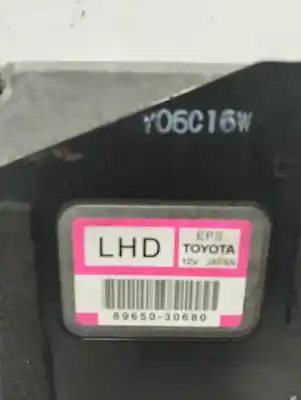 Y06C16W
LHD
EPS
TOYOTA
12V JAPAN
89650-30680